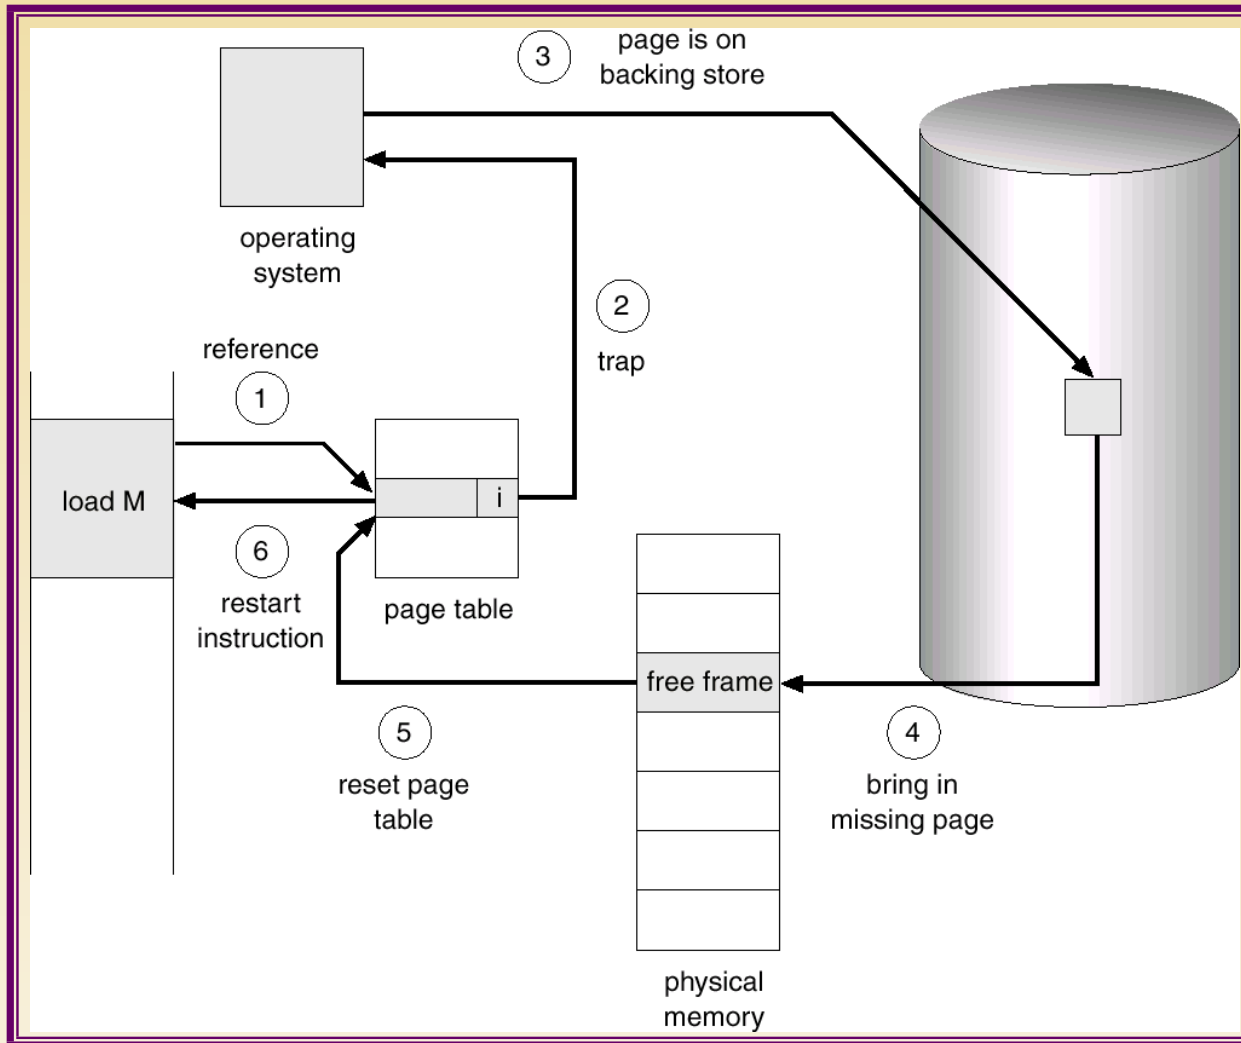 3
page is on
backing store
operating
system
2
trap
reference
1
load M
i
6
restart
instruction
page table
free frame
5
reset page
table
4
bring in
missing page
physical
memory